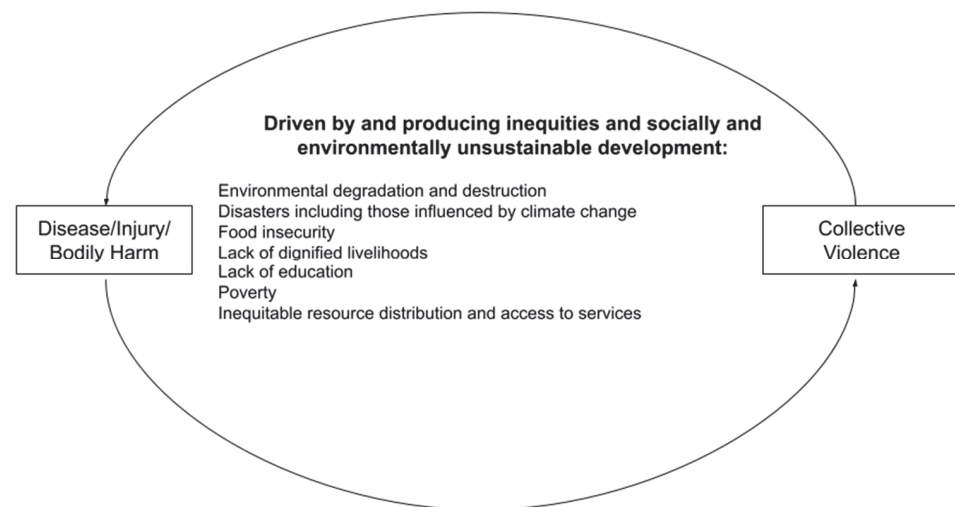 Driven by and producing inequities and socially and
environmentally unsustainable development:
Environmental degradation and destruction
Disasters including those influenced by climate change
Food insecurity
Lack of dignified livelihoods
Lack of education
Poverty
Inequitable resource distribution and access to services
Disease/Injury/
Bodily Harm
Collective
Violence